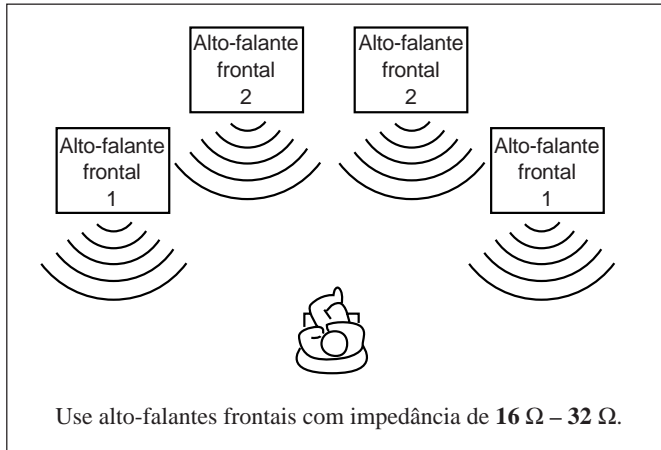 Alto-falante
frontal
2
Alto-falante
frontal
2
Alto-falante
frontal
1
Alto-falante
frontal
1
Use alto-falantes frontais com impedância de 16 Ω – 32 Ω.